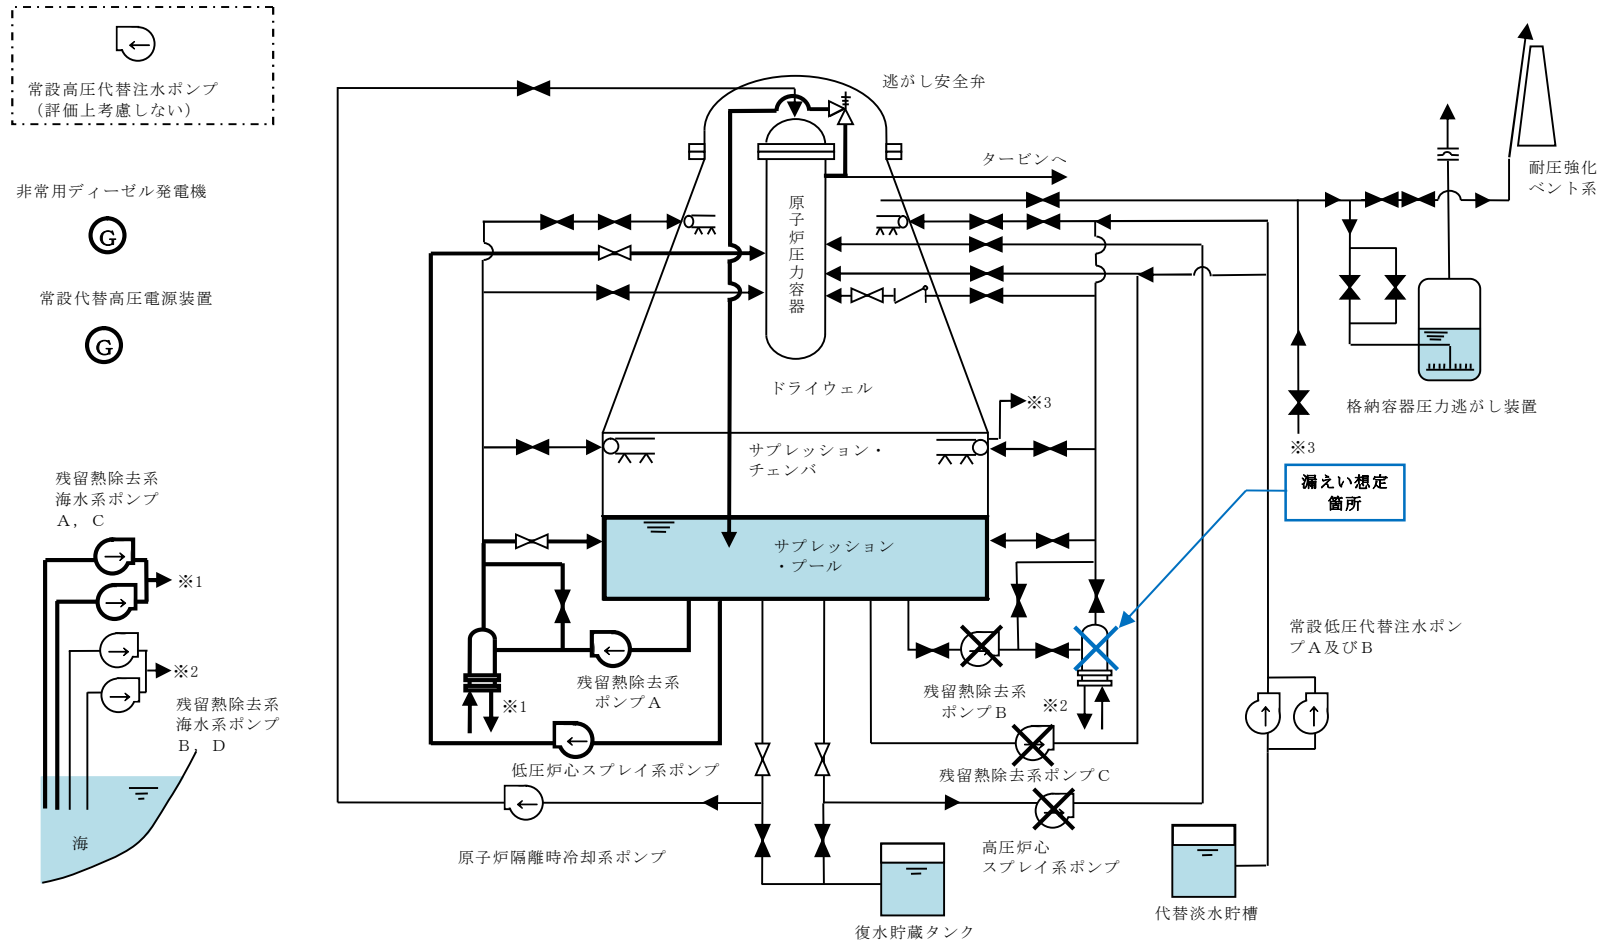 常設高圧代替注水ポンプ
（評価上考慮しない）
非常用ディーゼル発電機
G
常設代替高圧電源装置
G
逃がし安全弁
タービンへ
耐圧強化
ベント系
原子炉圧力容器
ドライウェル
※3
格納容器圧力逃がし装置
※3
サプレッション・
チェンバ
漏えい想定
箇所
残留熱除去系
海水系ポンプ
A，C
サプレッション
・プール
※1
※2
残留熱除去系
海水系ポンプ
B，D
海
常設低圧代替注水ポン
プA及びB
残留熱除去系
ポンプA
※1
残留熱除去系
ポンプB
※2
低圧炉心スプレイ系ポンプ
残留熱除去系ポンプC
原子炉隔離時冷却系ポンプ
高圧炉心
スプレイ系ポンプ
代替淡水貯槽
復水貯蔵タンク